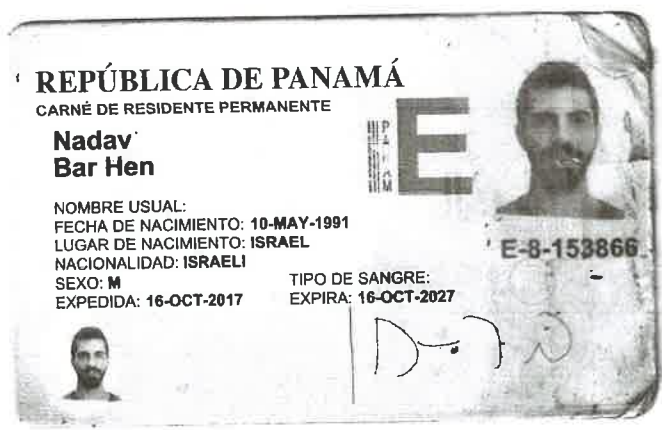 REPÚBLICA DE PANAMÁ
CARNÉ DE RESIDENTE PERMANENTE
Nadav
Bar Hen
E
NOMBRE USUAL:
FECHA DE NACIMIENTO: 10-MAY-1991
LUGAR DE NACIMIENTO: ISRAEL
NACIONALIDAD: ISRAELI
SEXO: M
TIPO DE SANGRE:
EXPEDIDA: 16-OCT-2017
EXPIRA: 16-OCT-2027
E-8-153866